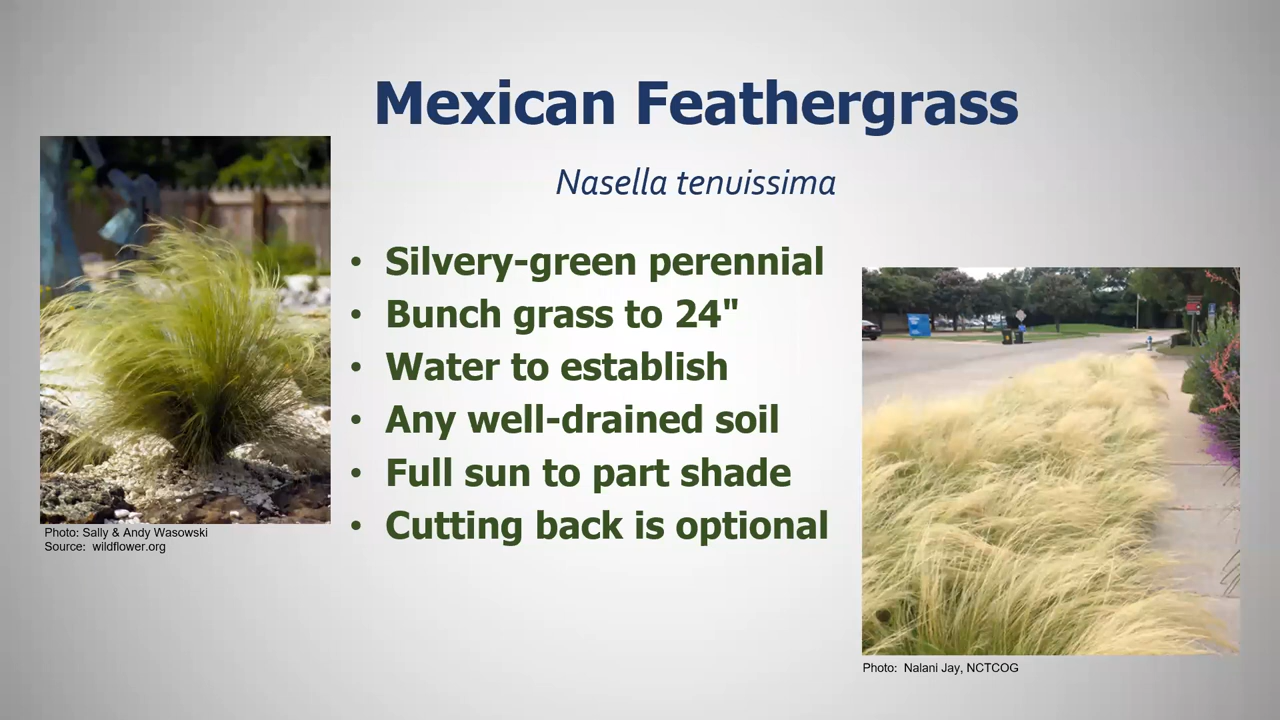 Mexican Feathergrass
Nasella tenuissima
• Silvery-green perennial
• Bunch grass to 24"
• Water to establish
• Any well-drained soil
• Full sun to part shade
• Cutting back is optional
Photo: Sally & Andy Wasowski
Source: wildflower.org
Photo: Nalani Jay, NCTCOG